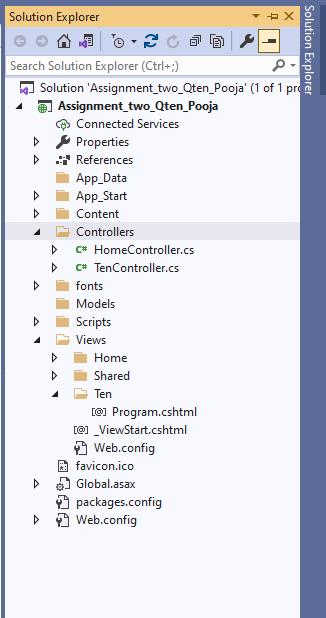 Solution Explorer
Search Solution Explorer (Ctrl+;)
Solution 'Assignment_two_Qten_Pooja' (1 of 1 pro
Assignment_two_Qten_Pooja
Connected Services
Properties
References
App_Data
App_Start
Content
Controllers
C# HomeController.cs
C# TenController.cs
fonts
Models
Scripts
Views
Home
Shared
Ten
[@] Program.cshtml
[@] _ViewStart.cshtml
Web.config
favicon.ico
Global.asax
packages.config
Web.config
Solution Explorer